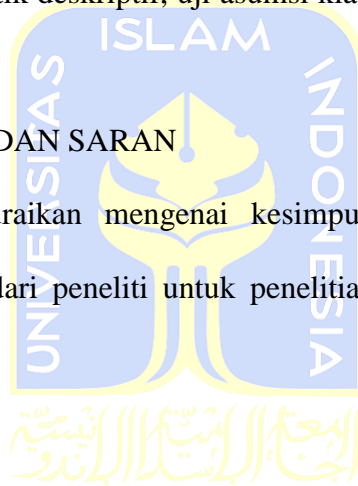 ik deskriptif, uji asumsi kla
ISLAM
DAN SARAN
raikan mengenai kesimpu
dari peneliti untuk penelitia
UNIVERSITAS
INDONESIA